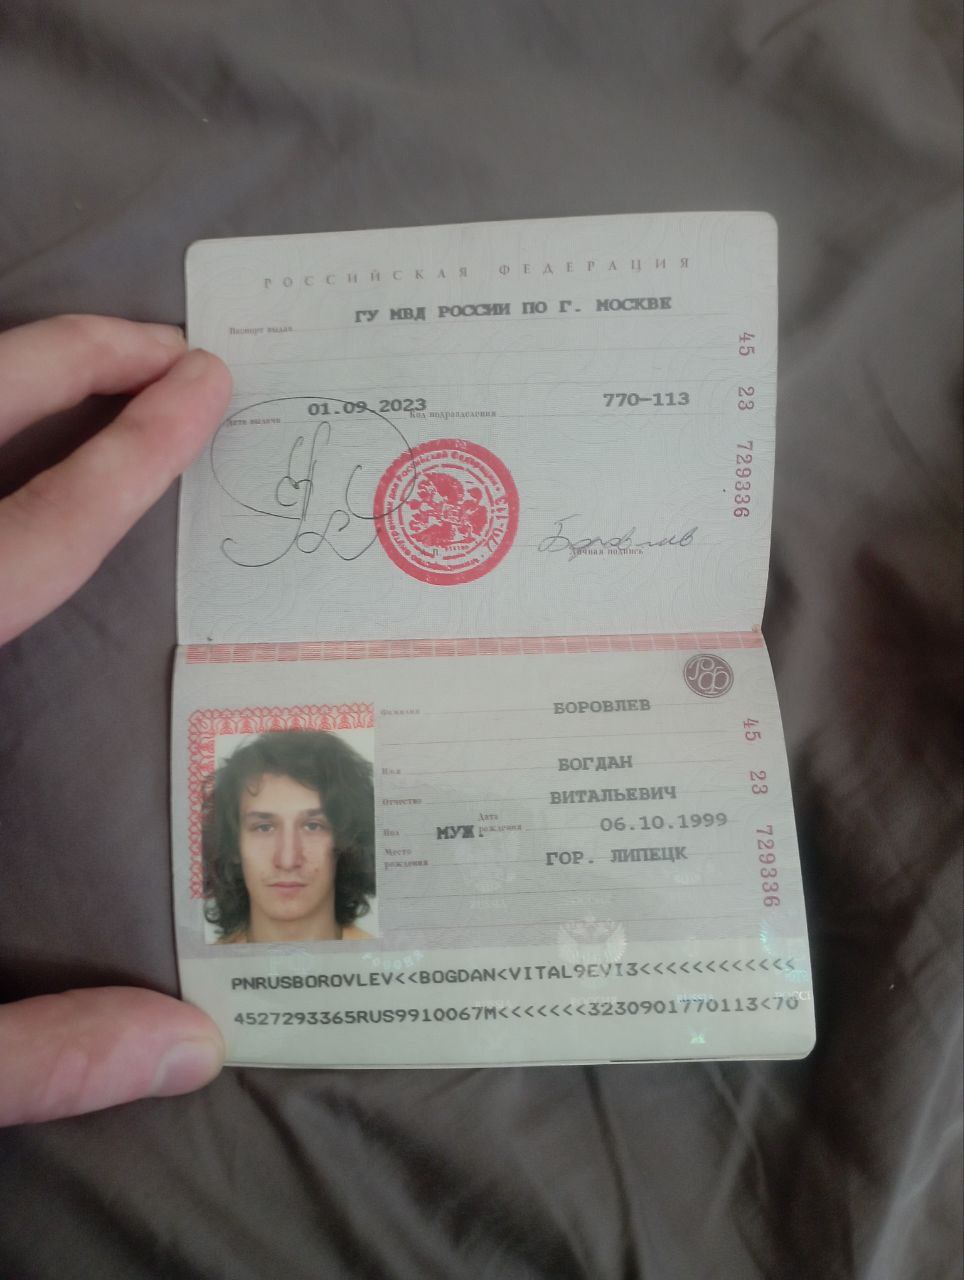 РОССИЙСКАЯ ФЕДЕРАЦИЯ
Паспорт выдан ГУ МВД РОССИИ ПО Г. МОСКВЕ
Дата выдачи 01.09.2023 Код подразделения 770-113
Личная подпись
45 23 729336
Фамилия БОРОВЛЕВ
Имя БОГДАН
Отчество ВИТАЛЬЕВИЧ
Пол МУЖ. Дата рождения 06.10.1999
Место рождения ГОР. ЛИПЕЦК
45 23 729336
PNRUSBOROVLEV<<BOGDAN<VITAL9EVI3<<<<<<<<<<<<
4527293365RUS9910067M<<<<<<<3230901770113<70